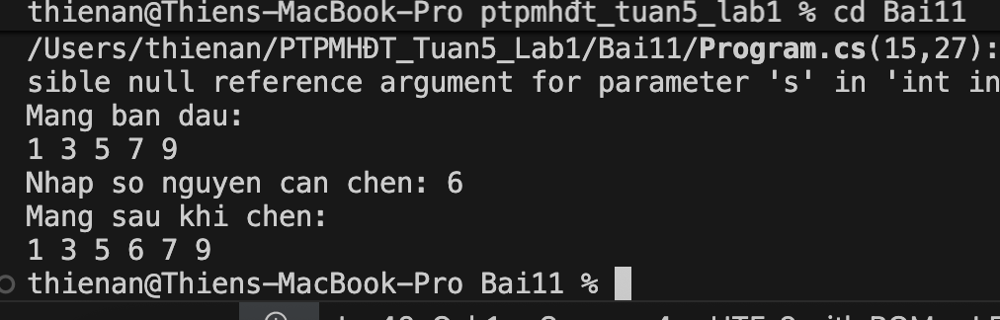 thienan@Thiens-MacBook-Pro ptpmhđt_tuan5_lab1 % cd Bai11
/Users/thienan/PTPMHĐT_Tuan5_Lab1/Bai11/Program.cs(15,27):
sible null reference argument for parameter 's' in 'int in
Mang ban dau:
1 3 5 7 9
Nhap so nguyen can chen: 6
Mang sau khi chen:
1 3 5 6 7 9
thienan@Thiens-MacBook-Pro Bai11 %